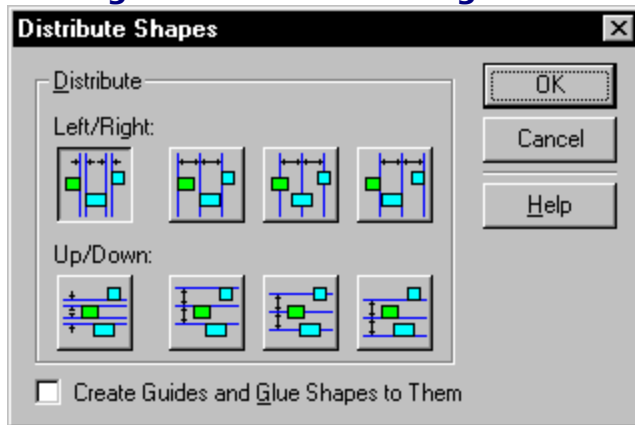 Distribute Shapes
Distribute
OK
Left/Right:
Cancel
Help
Up/Down:
Create Guides and Glue Shapes to Them